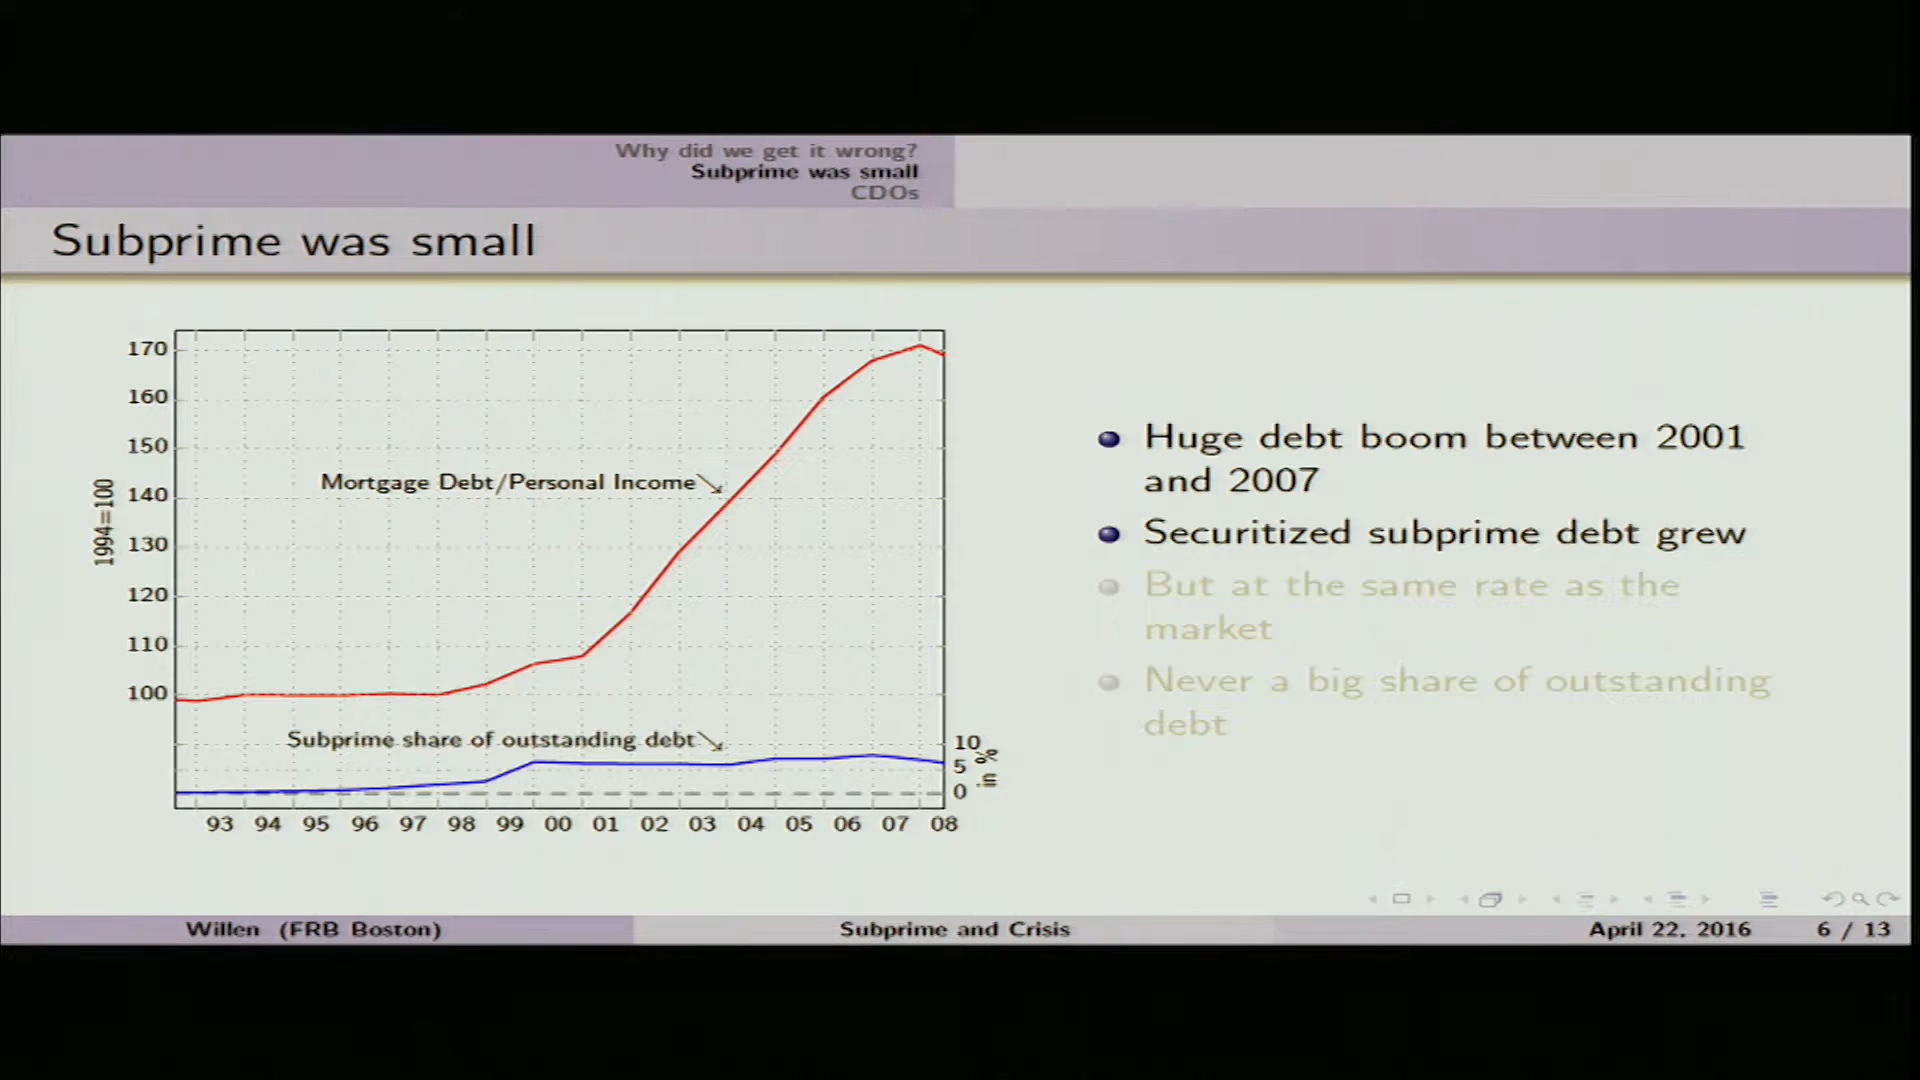 Why did we get it wrong?
Subprime was small
CDOs
Subprime was small
170
160
150
140
130
120
110
100
1994=100
Mortgage Debt/Personal Income
Subprime share of outstanding debt
10
5
0
in %
93 94 95 96 97 98 99 00 01 02 03 04 05 06 07 08
Huge debt boom between 2001
and 2007
Securitized subprime debt grew
But at the same rate as the
market
Never a big share of outstanding
debt
Willen (FRB Boston)
Subprime and Crisis
April 22, 2016
6 / 13